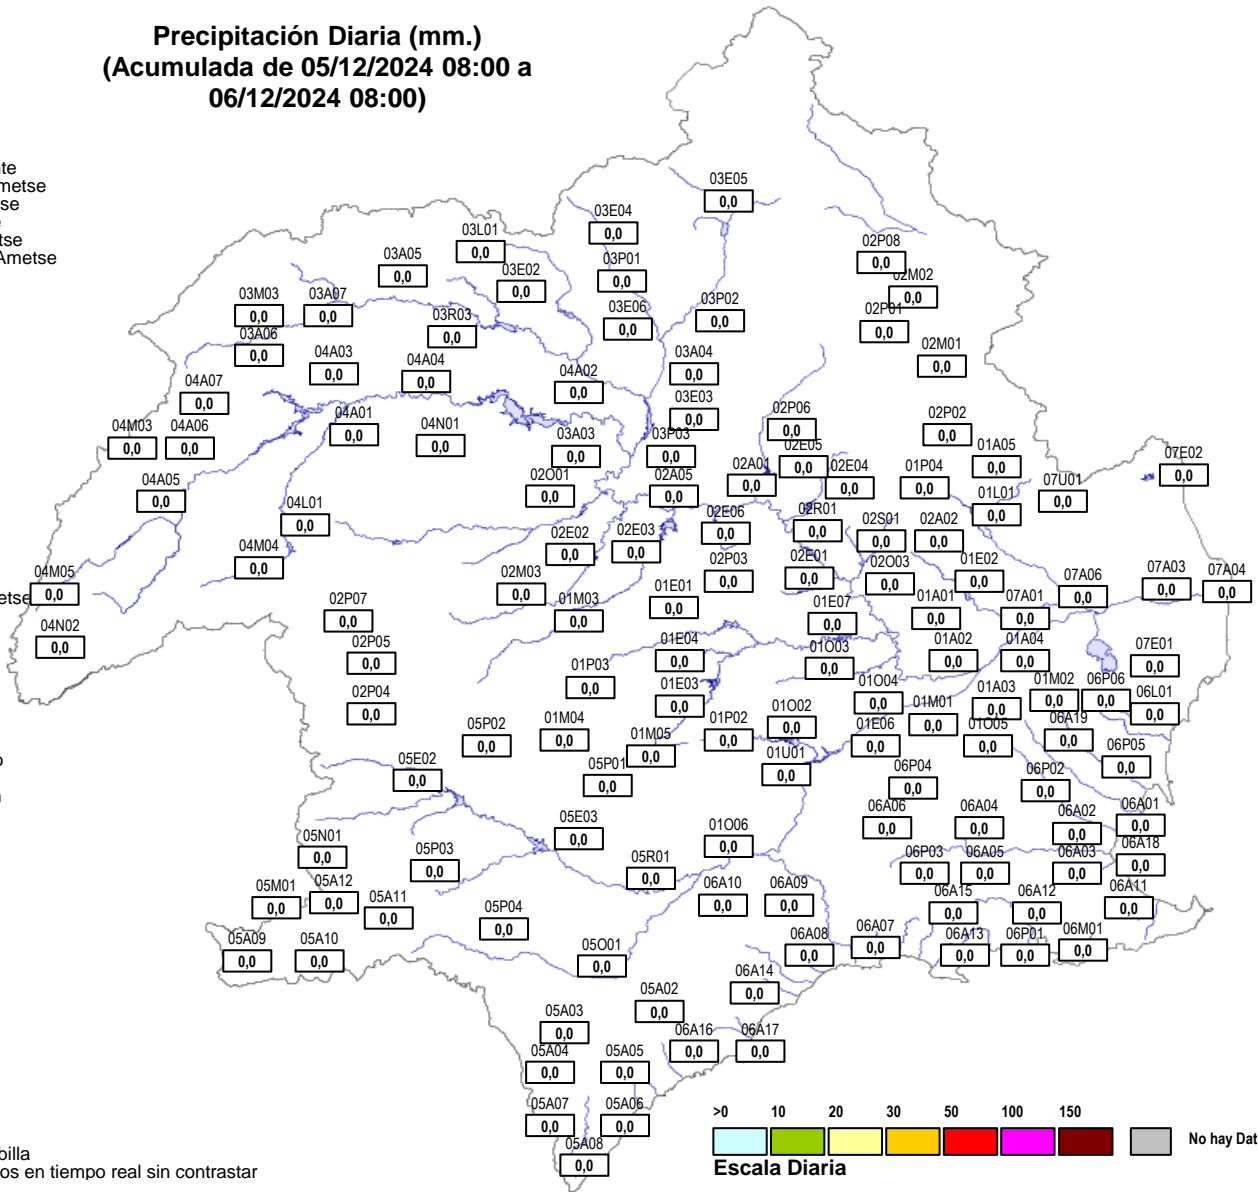 Precipitación Diaria (mm.)
(Acumulada de 05/12/2024 08:00 a
06/12/2024 08:00)
03E05
0,0
03E04
0,0
03L01
0,0
03A05
0,0
03E02
0,0
03P01
0,0
02P08
0,0
02M02
0,0
03M03
0,0
03A07
0,0
03R03
0,0
03E06
0,0
03P02
0,0
02P01
0,0
03A06
0,0
04A03
0,0
04A04
0,0
04A02
0,0
03A04
0,0
02M01
0,0
04A07
0,0
04A01
0,0
04N01
0,0
03E03
0,0
02P06
0,0
02P02
0,0
04M03
0,0
04A06
0,0
03A03
0,0
03P03
0,0
02E05
0,0
01A05
0,0
07E02
0,0
04A05
0,0
02O01
0,0
02A05
0,0
02A01
0,0
02E04
0,0
01P04
0,0
07U01
0,0
01L01
0,0
04L01
0,0
02E02
0,0
02E03
0,0
02E06
0,0
02R01
0,0
02S01
0,0
02A02
0,0
04M04
0,0
02P03
0,0
02E01
0,0
02O03
0,0
01E02
0,0
04M05
0,0
02M03
0,0
07A06
0,0
07A03
0,0
07A04
0,0
02P07
0,0
01M03
0,0
01E01
0,0
01E07
0,0
01A01
0,0
07A01
0,0
04N02
0,0
02P05
0,0
01E04
0,0
01O03
0,0
01A02
0,0
01A04
0,0
07E01
0,0
01P03
0,0
02P04
0,0
01E03
0,0
01O04
0,0
01A03
0,0
01M02
0,0
06P06
0,0
06L01
0,0
01M01
0,0
05P02
0,0
01M04
0,0
01M05
0,0
01P02
0,0
01O02
0,0
01E06
0,0
01O05
0,0
06A19
0,0
05E02
0,0
05P01
0,0
01U01
0,0
06P04
0,0
06P02
0,0
06P05
0,0
05E03
0,0
01O06
0,0
06A06
0,0
06A04
0,0
06A02
0,0
06A01
0,0
05N01
0,0
05P03
0,0
05R01
0,0
06P03
0,0
06A05
0,0
06A03
0,0
06A18
0,0
05M01
0,0
05A12
0,0
05A11
0,0
05P04
0,0
06A10
0,0
06A09
0,0
06A15
0,0
06A12
0,0
06A11
0,0
05A09
0,0
05A10
0,0
05O01
0,0
06A08
0,0
06A07
0,0
06A13
0,0
06P01
0,0
06M01
0,0
05A02
0,0
06A14
0,0
05A03
0,0
06A16
0,0
06A17
0,0
05A04
0,0
05A05
0,0
05A07
0,0
05A06
0,0
05A08
0,0
>0 10 20 30 50 100 150
No hay Dat
Escala Diaria
billa
os en tiempo real sin contrastar